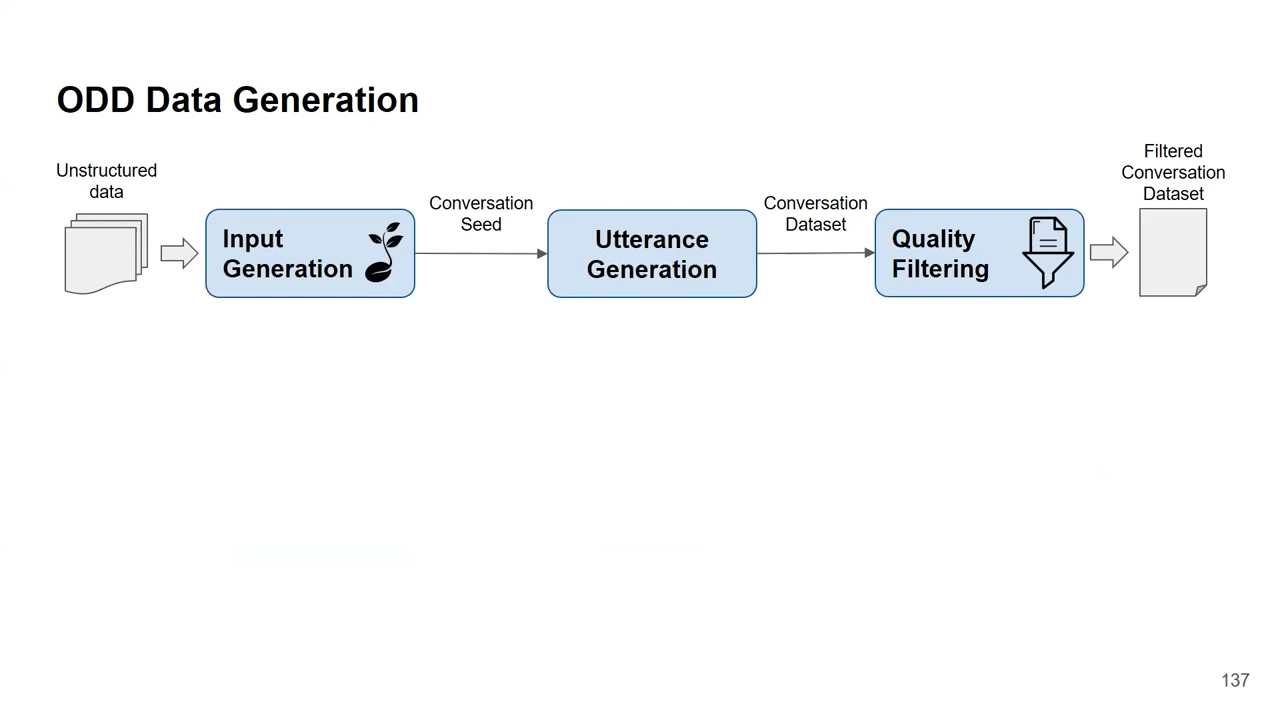 ODD Data Generation
Unstructured
data
Input
Generation
Conversation
Seed
Utterance
Generation
Conversation
Dataset
Quality
Filtering
Filtered
Conversation
Dataset
137